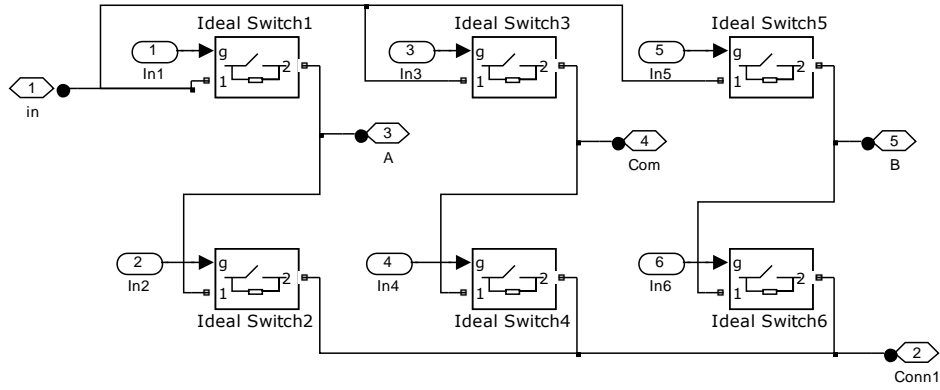 Ideal Switch1 Ideal Switch3 Ideal Switch5
1 g 3 g 5 g
In1 1 2 In3 1 2 In5 1 2
1
in
3 4 5
A Com B
2 g 4 g 6 g
In2 1 2 In4 1 2 In6 1 2
Ideal Switch2 Ideal Switch4 Ideal Switch6
2
Conn1